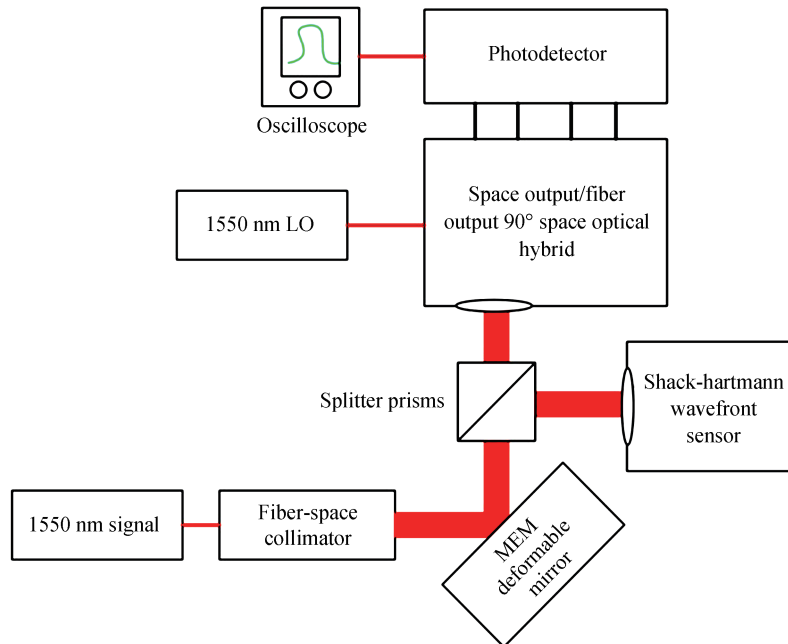 Photodetector
Oscilloscope
Space output/fiber
output 90° space optical
hybrid
1550 nm LO
Splitter prisms
Shack-hartmann
wavefront
sensor
1550 nm signal
Fiber-space
collimator
MEM
deformable
mirror